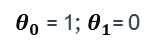 θ₀ = 1; θ₁ = 0